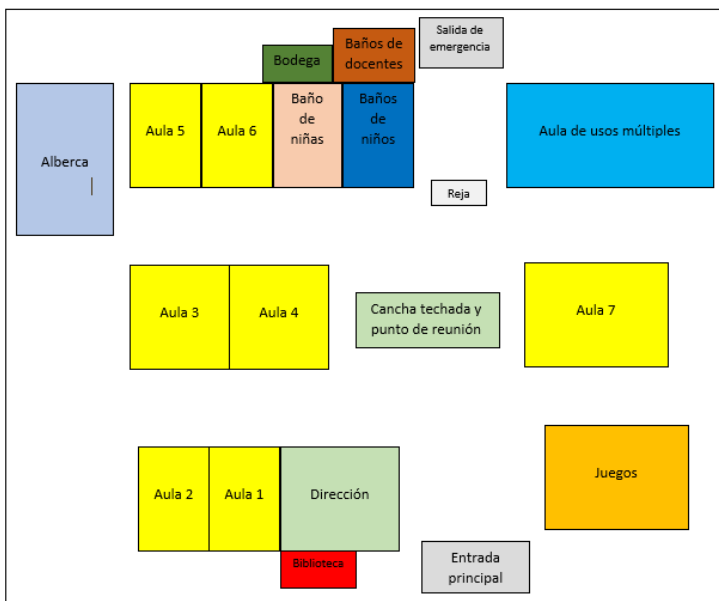 Salida de
emergencia
Baños de
docentes
Bodega
Alberca
Aula 5
Aula 6
Baño
de
niñas
Baños
de
niños
Aula de usos múltiples
Reja
Aula 3
Aula 4
Cancha techada y
punto de reunión
Aula 7
Aula 2
Aula 1
Dirección
Juegos
Biblioteca
Entrada
principal